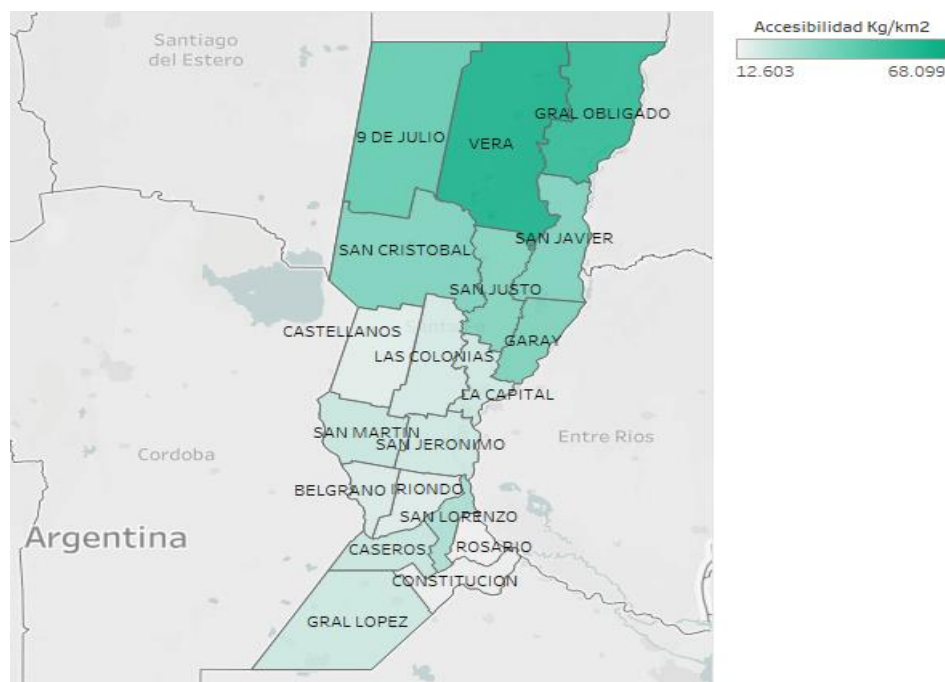 Accesibilidad Kg/km2
12.603 68.099
Santiago
del Estero
GRAL OBLIGADO
9 DE JULIO
VERA
SAN JAVIER
SAN CRISTOBAL
SAN JUSTO
CASTELLANOS
GARAY
LAS COLONIAS
LA CAPITAL
SAN MARTIN
SAN JERONIMO
Entre Rios
Cordoba
BELGRANO
IRIONDO
SAN LORENZO
Argentina
CASEROS
ROSARIO
CONSTITUCION
GRAL LOPEZ